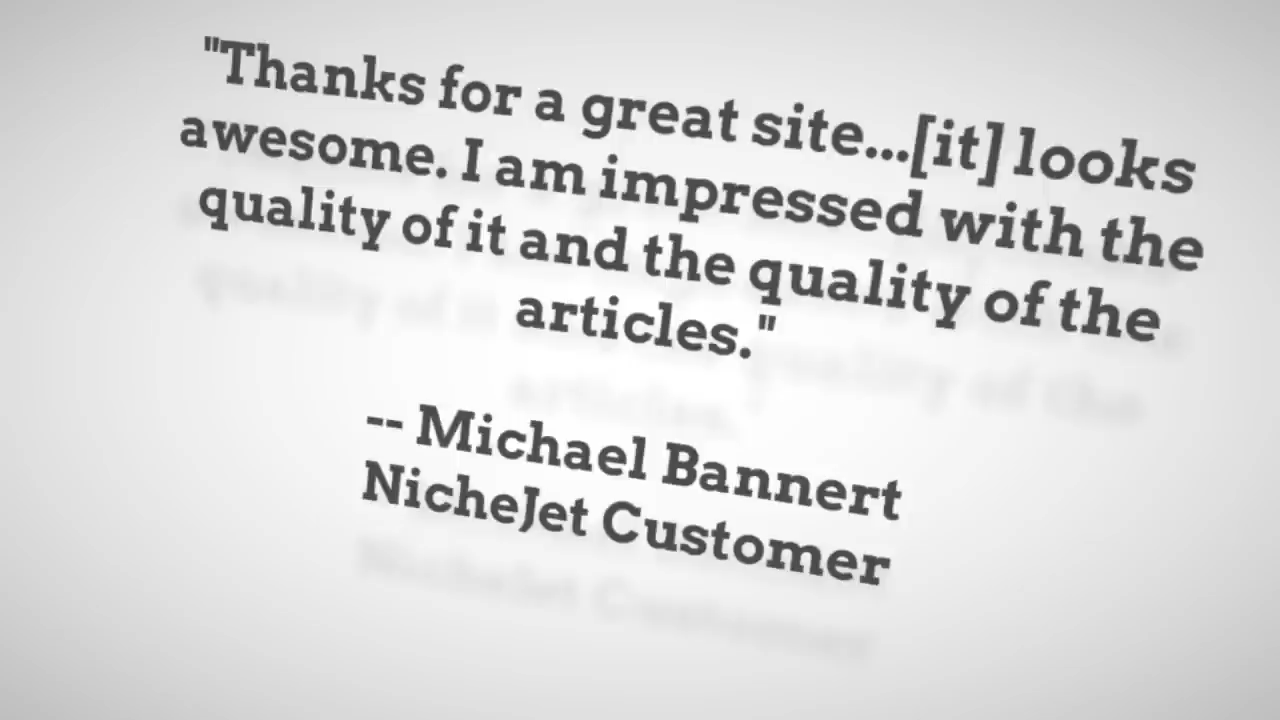 "Thanks for a great site...[it] looks
awesome. I am impressed with the
quality of it and the quality of the
articles."
-- Michael Bannert
NicheJet Customer